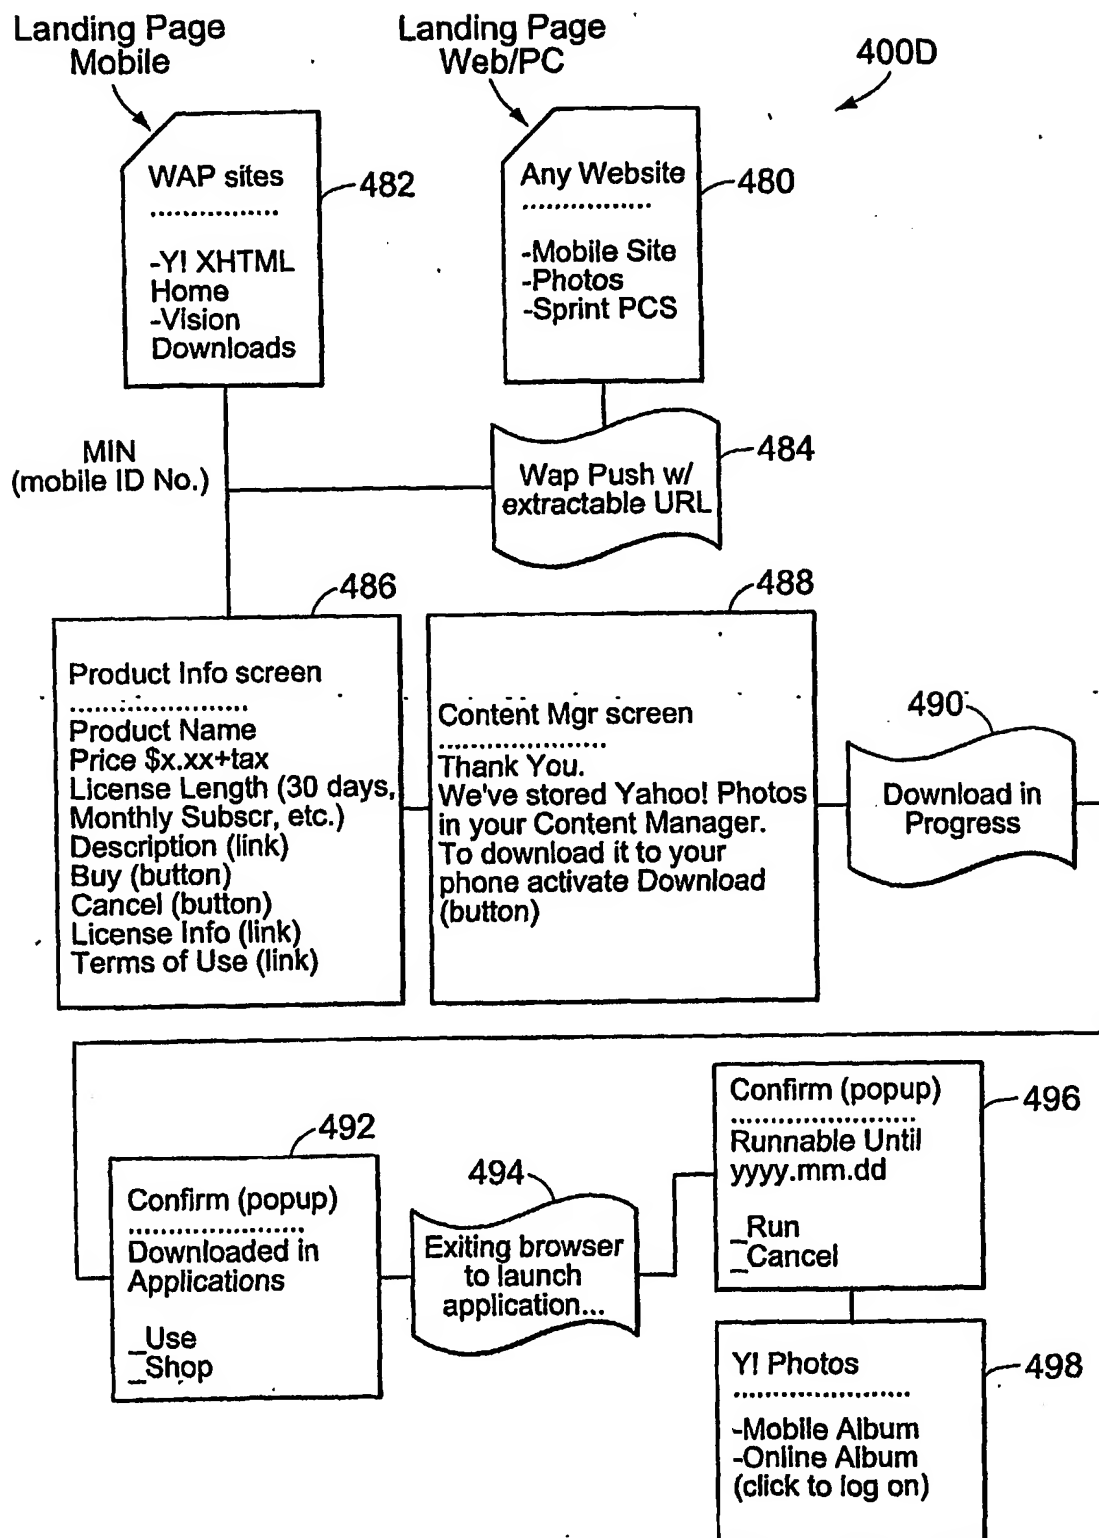 Landing Page
Mobile
Landing Page
Web/PC
400D
WAP sites
482
-Y! XHTML
Home
-Vision
Downloads
Any Website
480
-Mobile Site
-Photos
-Sprint PCS
MIN
(mobile ID No.)
Wap Push w/
extractable URL
484
486
Product Info screen
Product Name
Price $x.xx+tax
License Length (30 days,
Monthly Subscr, etc.)
Description (link)
Buy (button)
Cancel (button)
License Info (link)
Terms of Use (link)
488
Content Mgr screen
Thank You.
We've stored Yahoo! Photos
in your Content Manager.
To download it to your
phone activate Download
(button)
490
Download in
Progress
492
Confirm (popup)
Downloaded in
Applications
_Use
_Shop
494
Exiting browser
to launch
application...
Confirm (popup)
496
Runnable Until
yyyy.mm.dd
_Run
_Cancel
Y! Photos
498
-Mobile Album
-Online Album
(click to log on)